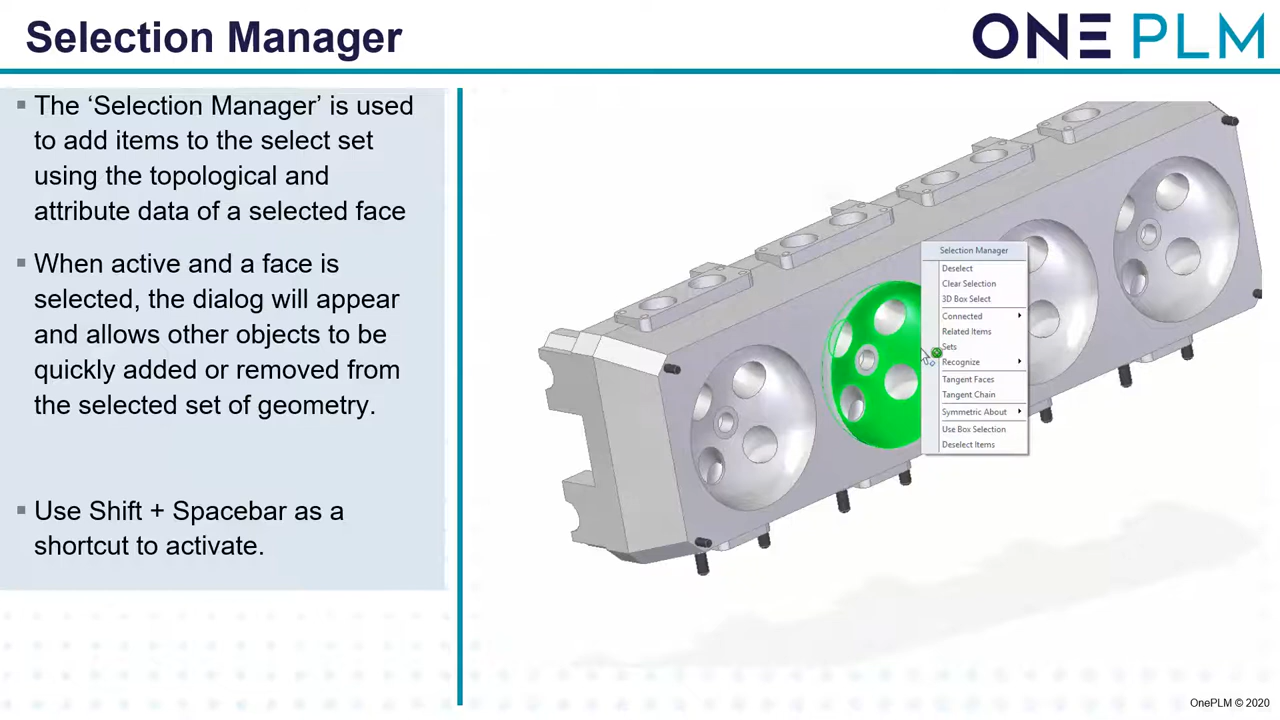 Selection Manager
ONE PLM
▪ The ‘Selection Manager’ is used
to add items to the select set
using the topological and
attribute data of a selected face
▪ When active and a face is
selected, the dialog will appear
and allows other objects to be
quickly added or removed from
the selected set of geometry.
▪ Use Shift + Spacebar as a
shortcut to activate.
Selection Manager
Deselect
Clear Selection
3D Box Select
Connected
Related Items
Sets
Recognize
Tangent Faces
Tangent Chain
Symmetric About
Use Box Selection
Deselect Items
OnePLM © 2020